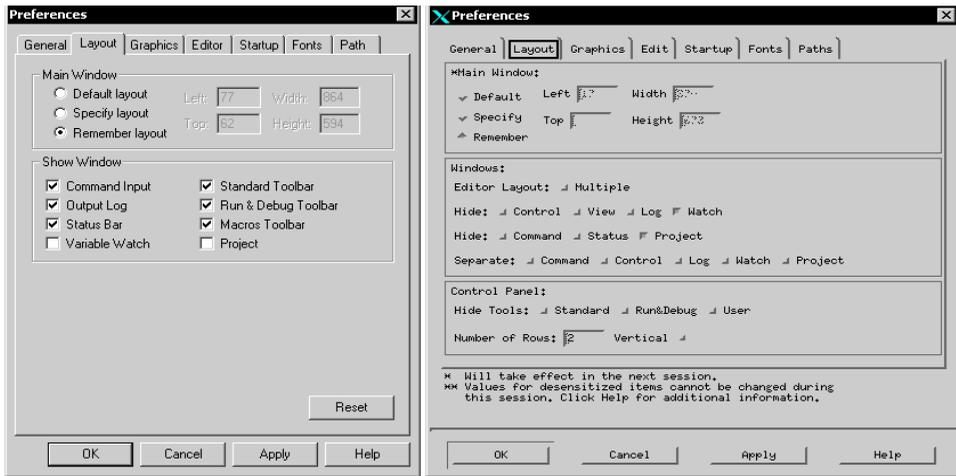 Preferences
General Layout Graphics Editor Startup Fonts Path
Main Window
Default layout
Left: 77 Width: 864
Specify layout
Top: 62 Height: 594
Remember layout
Show Window
Command Input Standard Toolbar
Output Log Run & Debug Toolbar
Status Bar Macros Toolbar
Variable Watch Project
Reset
OK Cancel Apply Help
Preferences
General Layout Graphics Edit Startup Fonts Paths
*Main Window:
Default Left Width
Specify Top Height
Remember
Windows:
Editor Layout: Multiple
Hide: Control View Log Watch
Hide: Command Status Project
Separate: Command Control Log Watch Project
Control Panel:
Hide Tools: Standard Run&Debug User
Number of Rows: 2 Vertical
* Will take effect in the next session.
** Values for desensitized items cannot be changed during
this session. Click Help for additional information.
OK Cancel Apply Help